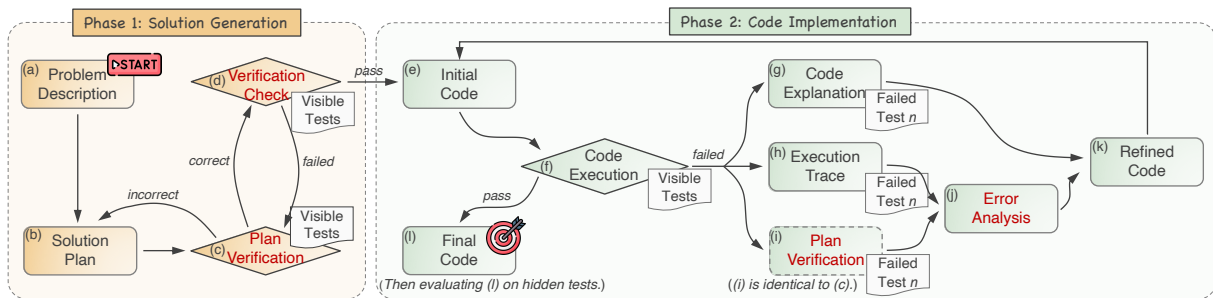 Phase 1: Solution Generation
(a) Problem
Description
START
(d) Verification
Check
Visible
Tests
pass
correct
failed
incorrect
(b) Solution
Plan
(c) Plan
Verification
Visible
Tests
Phase 2: Code Implementation
(e) Initial
Code
(f) Code
Execution
Visible
Tests
failed
pass
(l) Final
Code
(Then evaluating (l) on hidden tests.)
(g) Code
Explanation
Failed
Test n
(h) Execution
Trace
Failed
Test n
(i) Plan
Verification
Failed
Test n
((i) is identical to (c).)
(j) Error
Analysis
(k) Refined
Code